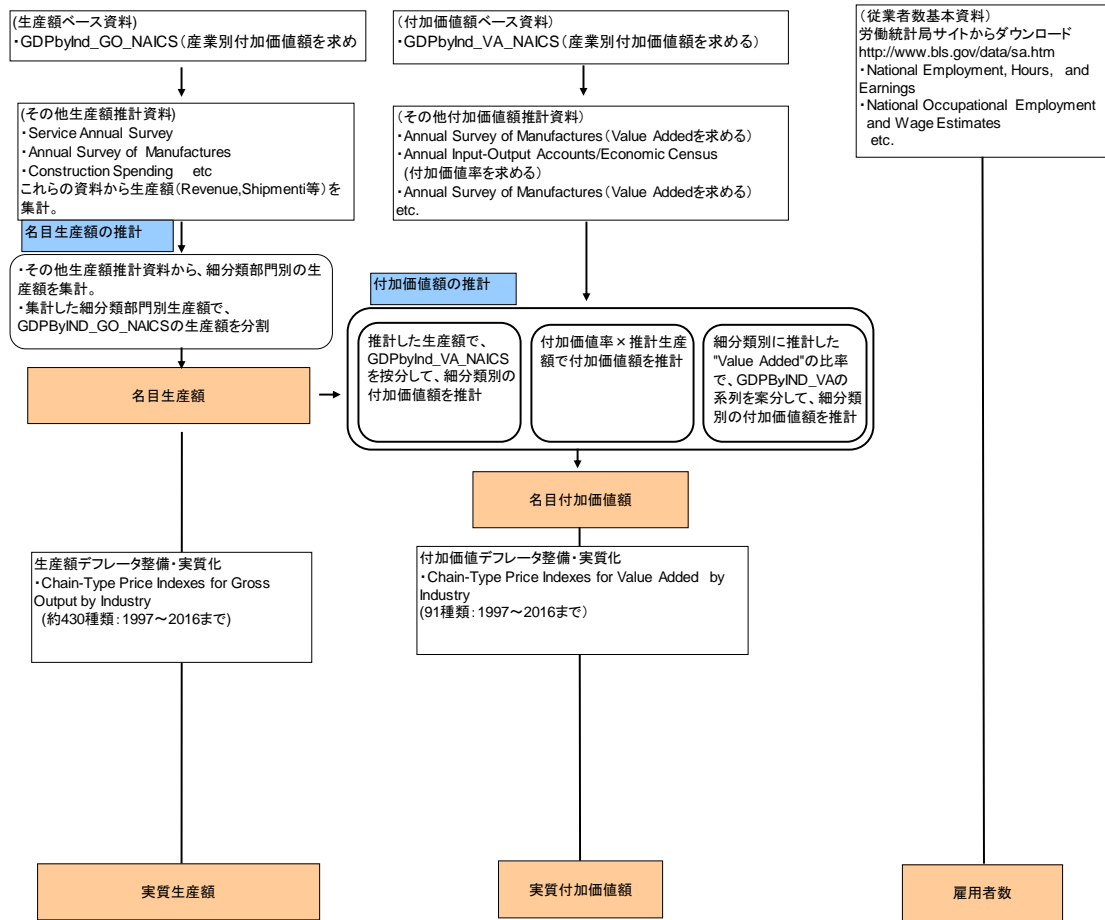 (生産額ベース資料)
・GDPbyInd_GO_NAICS（産業別付加価値額を求め
(その他生産額推計資料)
・Service Annual Survey
・Annual Survey of Manufactures
・Construction Spending etc
これらの資料から生産額（Revenue,Shipmenti等）を
集計。
名目生産額の推計
・その他生産額推計資料から、細分類部門別の生
産額を集計。
・集計した細分類部門別生産額で、
GDPByIND_GO_NAICSの生産額を分割
名目生産額
生産額デフレータ整備・実質化
・Chain-Type Price Indexes for Gross
Output by Industry
(約430種類：1997～2016まで)
実質生産額
（付加価値額ベース資料）
・GDPbyInd_VA_NAICS（産業別付加価値額を求める）
（その他付加価値額推計資料）
・Annual Survey of Manufactures（Value Addedを求める）
・Annual Input-Output Accounts/Economic Census
(付加価値率を求める）
・Annual Survey of Manufactures（Value Addedを求める）
etc.
付加価値額の推計
推計した生産額で、
GDPbyInd_VA_NAICS
を按分して、細分類別の
付加価値額を推計
付加価値率×推計生産
額で付加価値額を推計
細分類別に推計した
"Value Added"の比率
で、GDPByIND_VAの
系列を案分して、細分類
別の付加価値額を推計
名目付加価値額
付加価値デフレータ整備・実質化
・Chain-Type Price Indexes for Value Added by
Industry
(91種類：1997～2016まで）
実質付加価値額
（従業者数基本資料）
労働統計局サイトからダウンロード
http://www.bls.gov/data/sa.htm
・National Employment, Hours, and
Earnings
・National Occupational Employment
and Wage Estimates
etc.
雇用者数